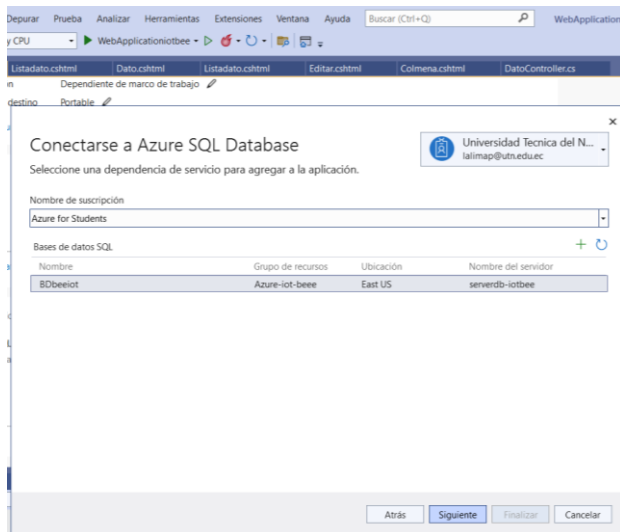 Depurar Prueba Analizar Herramientas Extensiones Ventana Ayuda Buscar (Ctrl+Q) WebApplication
y CPU WebApplicationiotbee
Listadato.cshtml Dato.cshtml Listadato.cshtml Editar.cshtml Colmena.cshtml DatoController.cs
Dependiente de marco de trabajo
destino Portable
Conectarse a Azure SQL Database
Universidad Tecnica del N...
lalimap@utn.edu.ec
Seleccione una dependencia de servicio para agregar a la aplicación.
Nombre de suscripción
Azure for Students
Bases de datos SQL
Nombre Grupo de recursos Ubicación Nombre del servidor
BDbeeiot Azure-iot-beee East US serverdb-iotbee
Atrás Siguiente Finalizar Cancelar